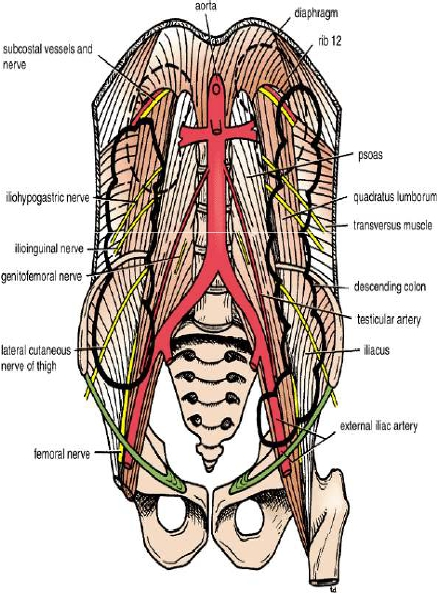 aorta
diaphragm
rib 12
subcostal vessels and
nerve
psoas
iliohypogastric nerve
quadratus lumborum
transversus muscle
ilioinguinal nerve
genitofemoral nerve
descending colon
testicular artery
lateral cutaneous
nerve of thigh
iliacus
external iliac artery
femoral nerve